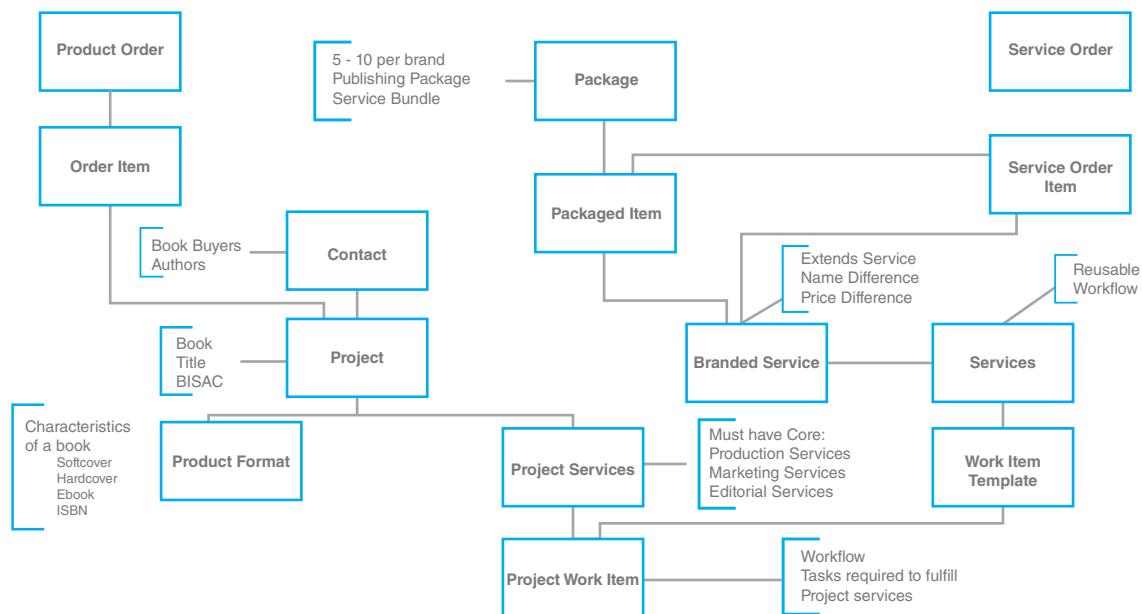 Product Order
5 - 10 per brand
Publishing Package
Service Bundle
Package
Service Order
Order Item
Packaged Item
Service Order
Item
Book Buyers
Authors
Contact
Extends Service
Name Difference
Price Difference
Reusable
Workflow
Book
Title
BISAC
Project
Branded Service
Services
Characteristics
of a book
Softcover
Hardcover
Ebook
ISBN
Product Format
Project Services
Must have Core:
Production Services
Marketing Services
Editorial Services
Work Item
Template
Project Work Item
Workflow
Tasks required to fulfill
Project services